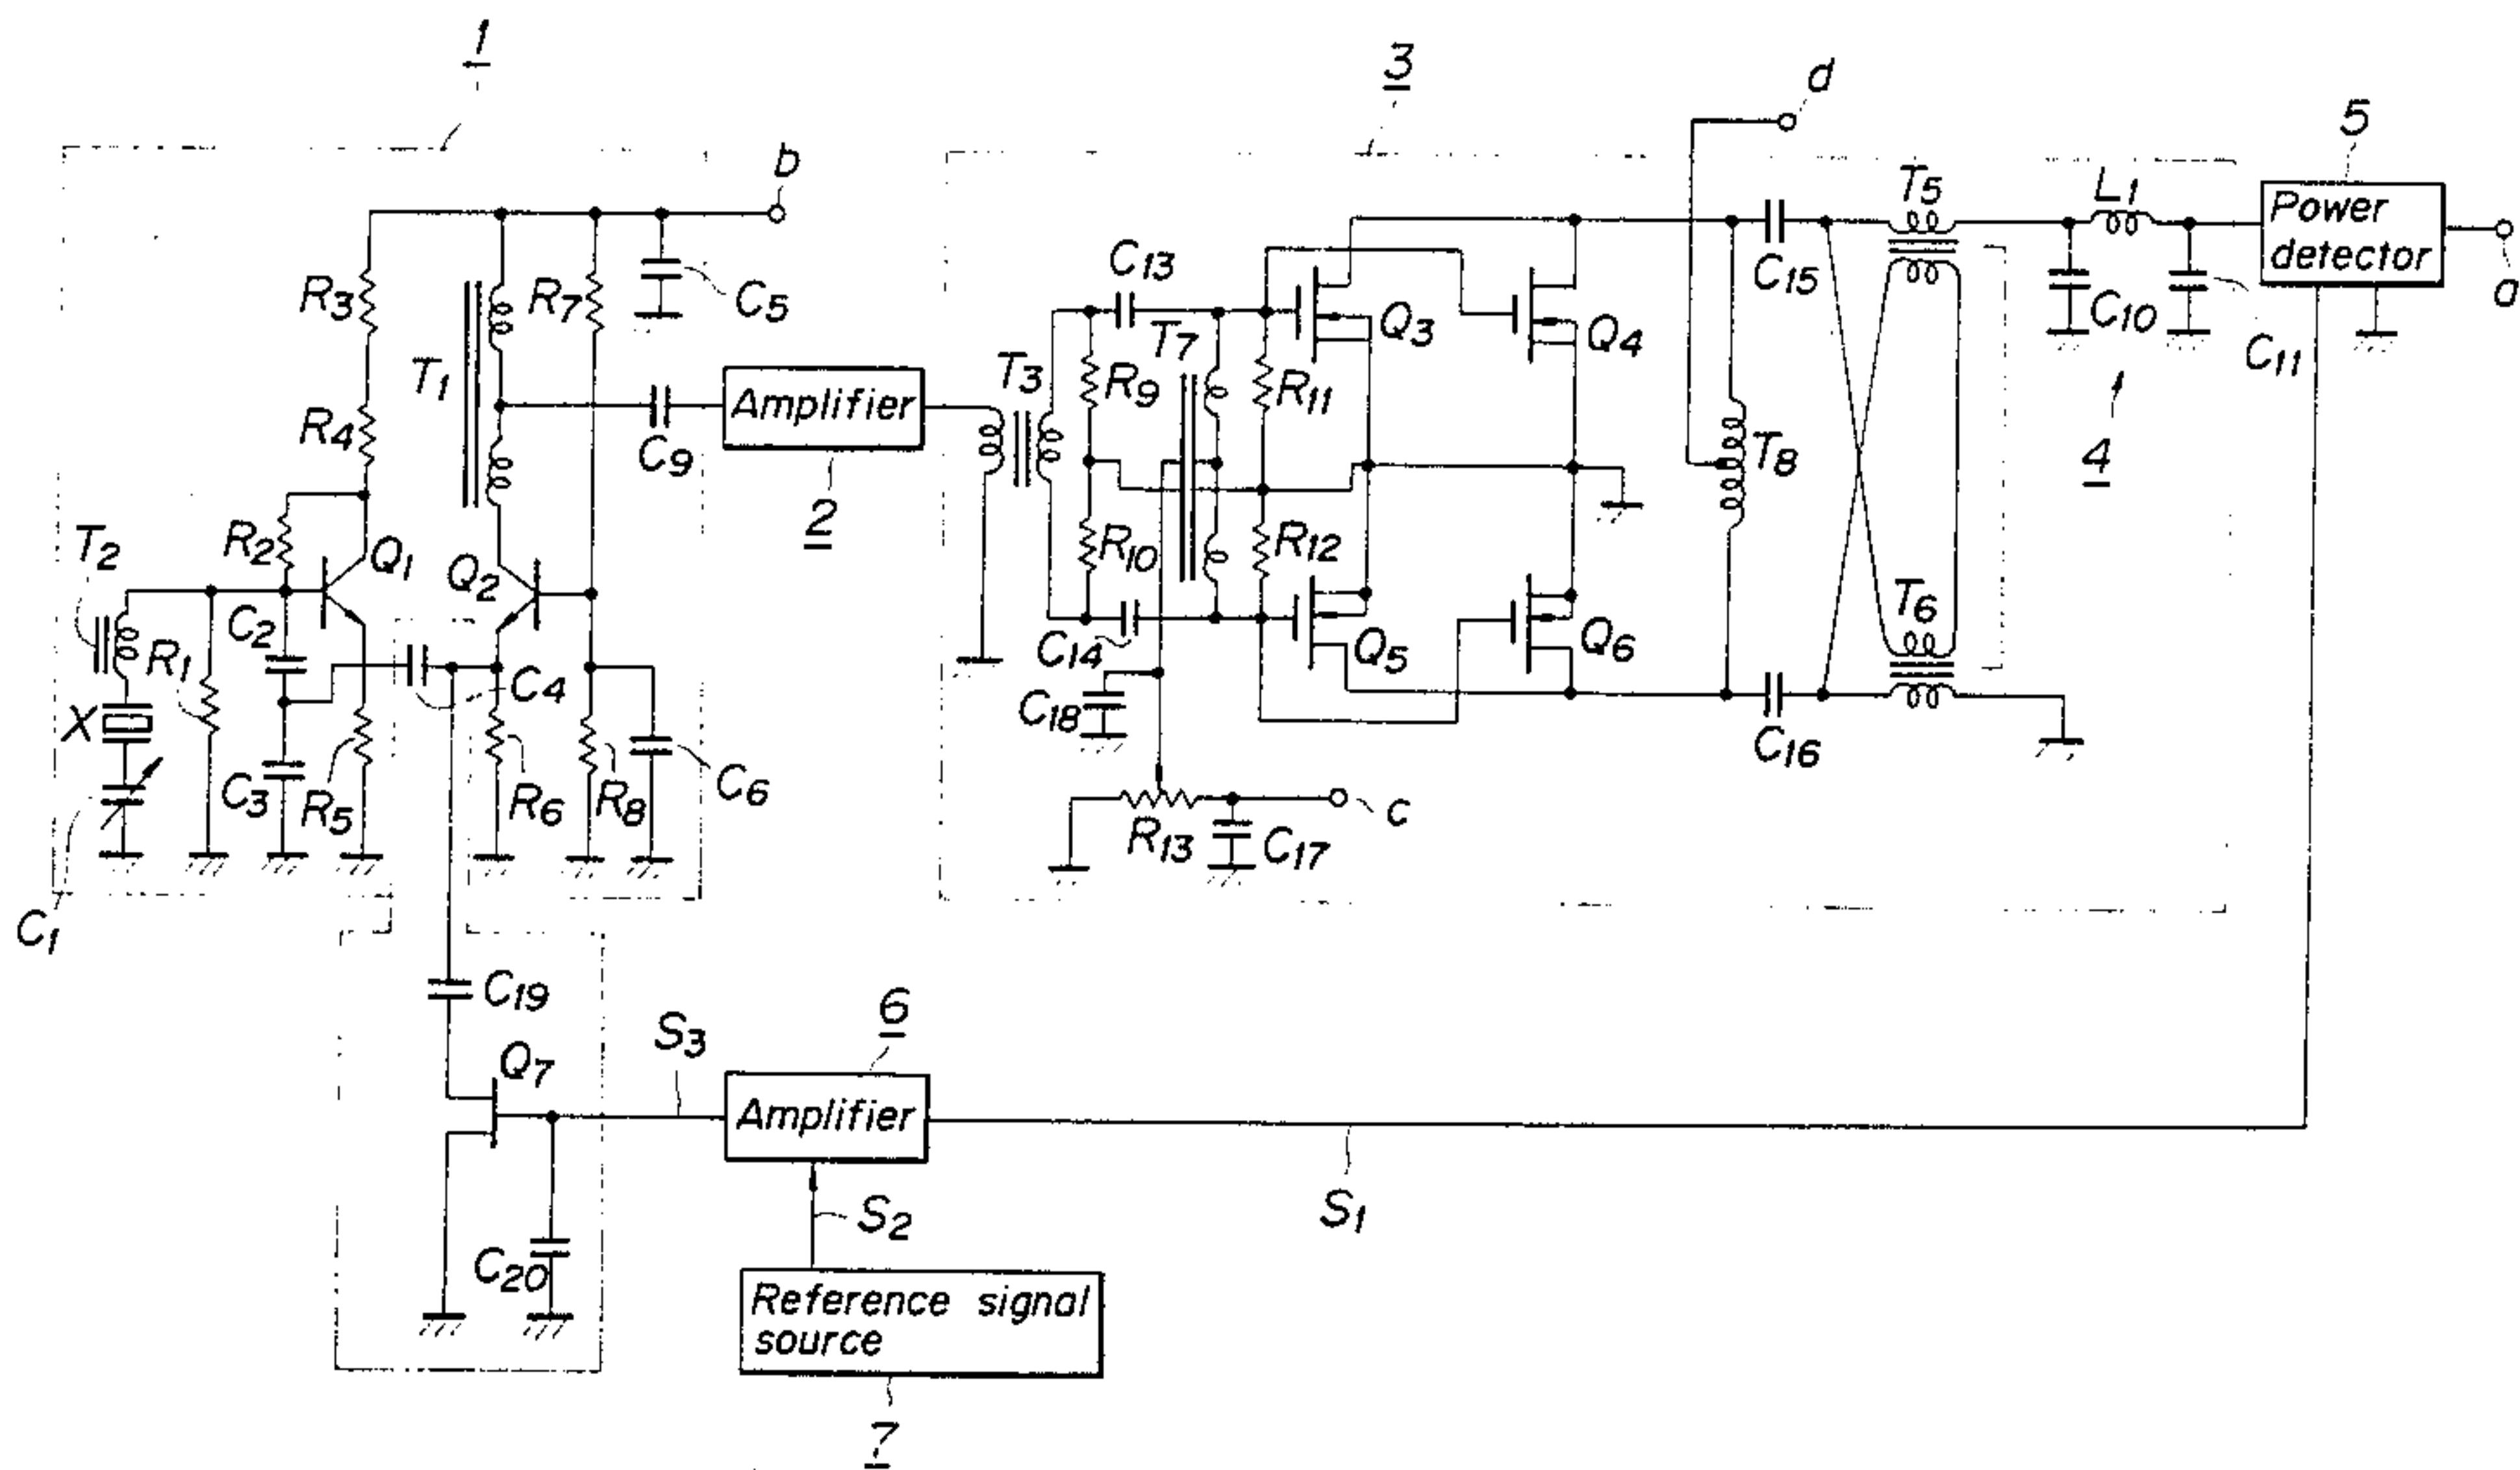 1
3
d
5
b
T5
L1
Power
detector
a
R3
R7
C5
C13
T7
Q3
Q4
C15
C10
C11
T1
T3
R9
R11
R4
Amplifier
C9
2
T8
4
T2
R2
Q1
Q2
R10
R12
T6
C2
R1
C14
Q5
Q6
C4
X
C18
C16
C3
R5
R6
R8
C6
R13
C17
c
C1
C19
6
S3
Q7
Amplifier
S2
S1
C20
Reference signal
source
7